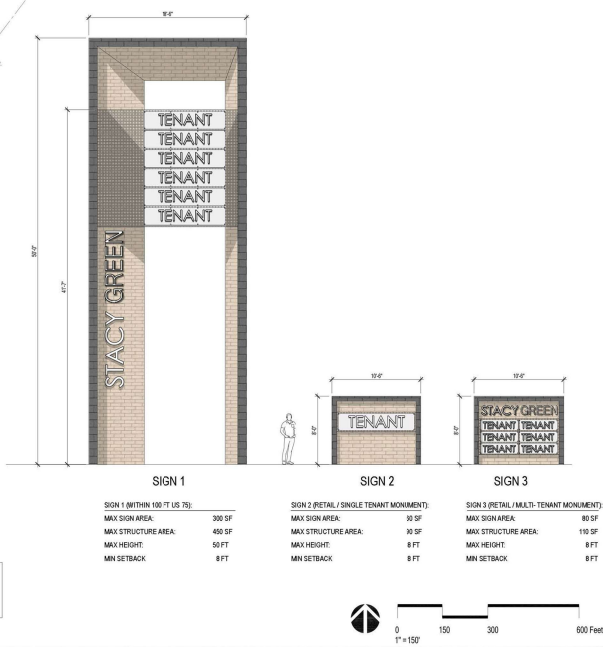 18'-6"
50'-0"
41'-7"
TENANT
TENANT
TENANT
TENANT
TENANT
TENANT
STACY GREEN
10'-6"
8'-0"
TENANT
10'-6"
8'-0"
STACY GREEN
TENANT TENANT
TENANT TENANT
TENANT TENANT
SIGN 1
SIGN 2
SIGN 3
SIGN 1 (WITHIN 100 FT US 75):
MAX SIGN AREA: 300 SF
MAX STRUCTURE AREA: 450 SF
MAX HEIGHT: 50 FT
MIN SETBACK 8 FT
SIGN 2 (RETAIL / SINGLE TENANT MONUMENT):
MAX SIGN AREA: SF
MAX STRUCTURE AREA: SF
MAX HEIGHT: 8 FT
MIN SETBACK 8 FT
SIGN 3 (RETAIL / MULTI- TENANT MONUMENT):
MAX SIGN AREA: 80 SF
MAX STRUCTURE AREA: 110 SF
MAX HEIGHT: 8 FT
MIN SETBACK 8 FT
0 150 300 600 Feet
1" = 150'